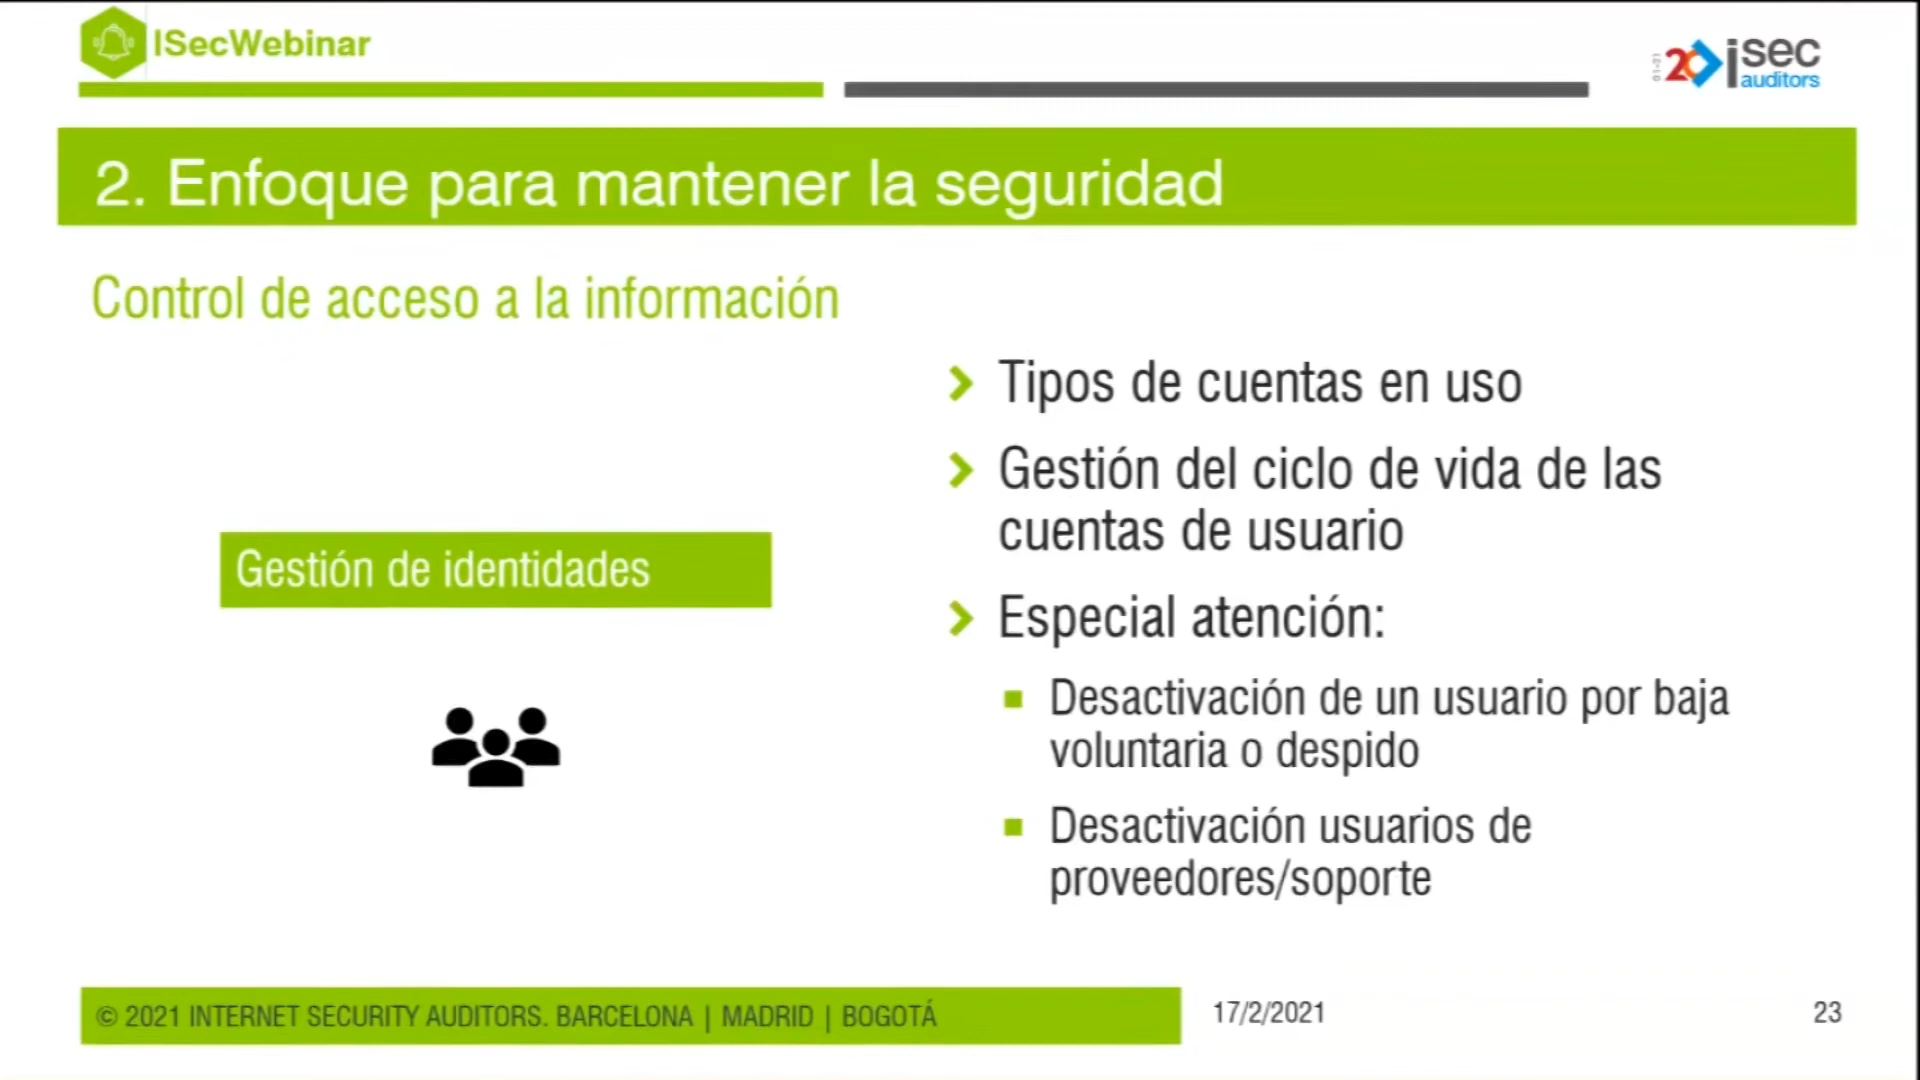 ISecWebinar
20 isec
auditors
2. Enfoque para mantener la seguridad
Control de acceso a la información
Gestión de identidades
Tipos de cuentas en uso
Gestión del ciclo de vida de las
cuentas de usuario
Especial atención:
Desactivación de un usuario por baja
voluntaria o despido
Desactivación usuarios de
proveedores/soporte
© 2021 INTERNET SECURITY AUDITORS. BARCELONA | MADRID | BOGOTÁ
17/2/2021
23